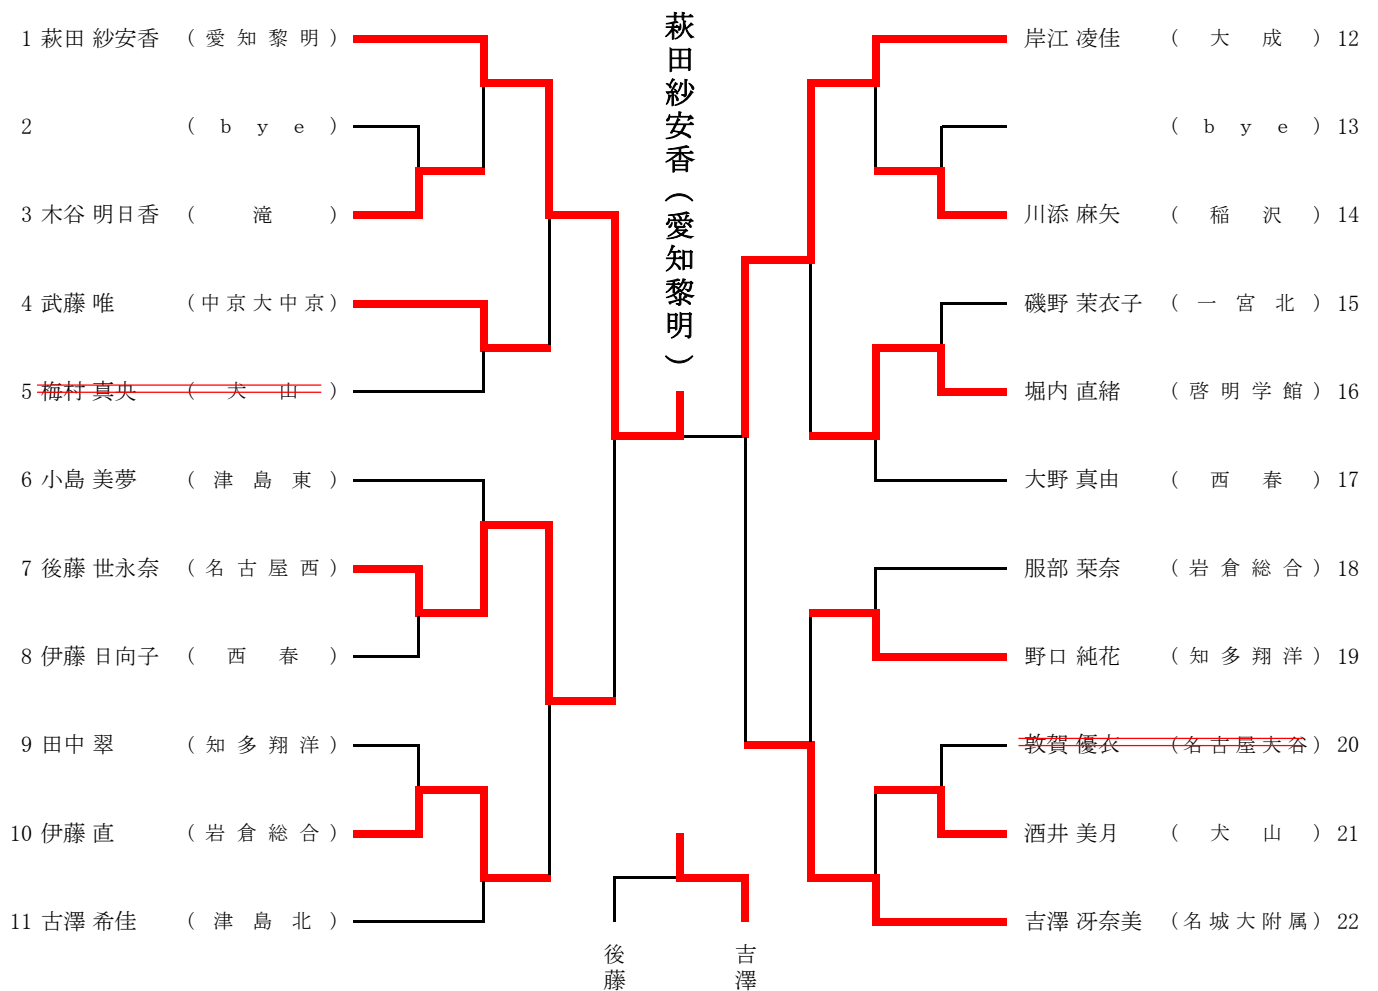 1 萩田 紗安香 (愛知黎明)
2 (bye)
3 木谷 明日香 (滝)
4 武藤 唯 (中京大中京)
5 梅村 真央 (犬山)
6 小島 美夢 (津島東)
7 後藤 世永奈 (名古屋西)
8 伊藤 日向子 (西春)
9 田中 翠 (知多翔洋)
10 伊藤 直 (岩倉総合)
11 古澤 希佳 (津島北)
萩田紗安香(愛知黎明)
後藤
吉澤
岸江 凌佳 (大成) 12
(bye) 13
川添 麻矢 (稲沢) 14
磯野 茉衣子 (一宮北) 15
堀内 直緒 (啓明学館) 16
大野 真由 (西春) 17
服部 栞奈 (岩倉総合) 18
野口 純花 (知多翔洋) 19
敦賀 優衣 (名古屋大谷) 20
酒井 美月 (犬山) 21
吉澤 冴奈美 (名城大附属) 22